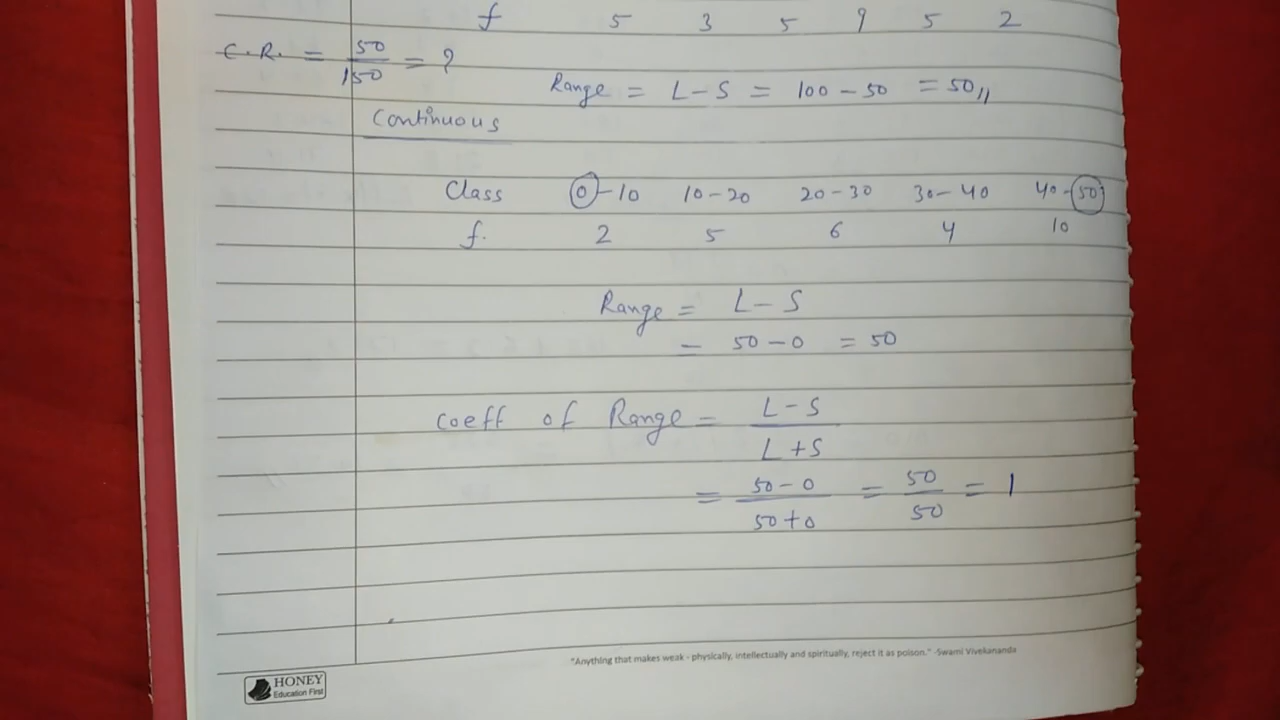 f 5 3 5 9 5 2
C.R. = 50/150 = ?
Range = L - S = 100 - 50 = 50,,
Continuous
Class 0-10 10-20 20-30 30-40 40-50
f. 2 5 6 4 10
Range = L - S
= 50 - 0 = 50
Coeff of Range = L - S / L + S
= 50 - 0 / 50 + 0 = 50/50 = 1
"Anything that makes weak - physically, intellectually and spiritually, reject it as poison." -Swami Vivekananda
HONEY
Education First